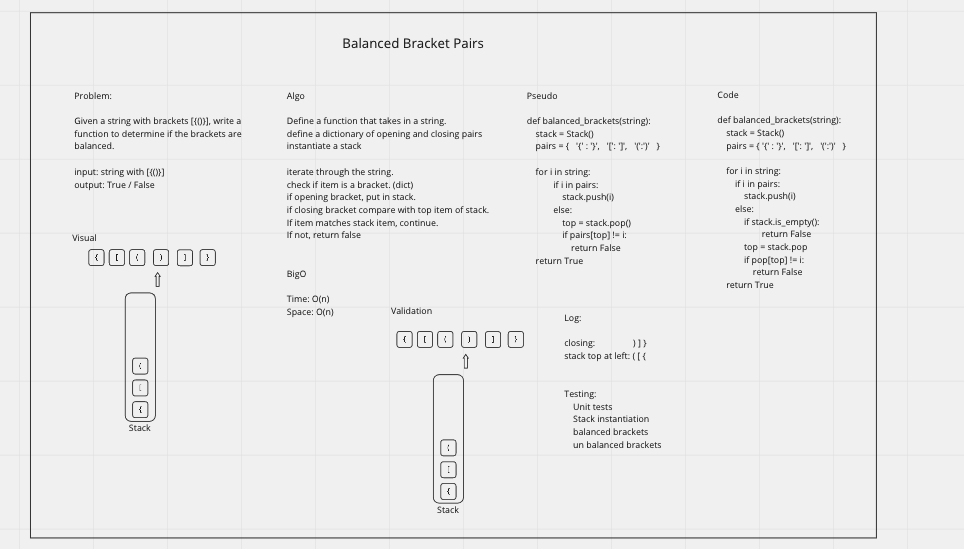 Balanced Bracket Pairs
Problem:
Given a string with brackets [{()}], write a
function to determine if the brackets are
balanced.
input: string with [{()}]
output: True / False
Visual
{ [ ( ) ] }
(
[
{
Stack
Algo
Define a function that takes in a string.
define a dictionary of opening and closing pairs
instantiate a stack
iterate through the string.
check if item is a bracket. (dict)
if opening bracket, put in stack.
if closing bracket compare with top item of stack.
If item matches stack item, continue.
If not, return false
BigO
Time: O(n)
Space: O(n)
Validation
{ [ ( ) ] }
(
[
{
Stack
Pseudo
def balanced_brackets(string):
stack = Stack()
pairs = { '{' : '}', '[': ']', '(':')' }
for i in string:
if i in pairs:
stack.push(i)
else:
top = stack.pop()
if pairs[top] != i:
return False
return True
Log:
closing: ) ] }
stack top at left: ( [ {
Testing:
Unit tests
Stack instantiation
balanced brackets
un balanced brackets
Code
def balanced_brackets(string):
stack = Stack()
pairs = { '{' : '}', '[': ']', '(':')' }
for i in string:
if i in pairs:
stack.push(i)
else:
if stack.is_empty():
return False
top = stack.pop
if pop[top] != i:
return False
return True